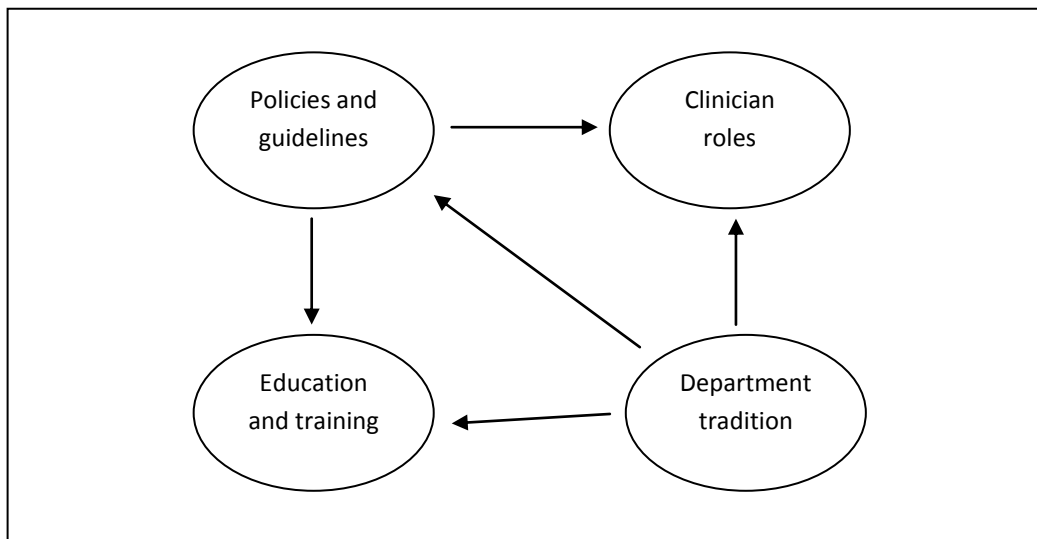 Policies and
guidelines
Clinician
roles
Education
and training
Department
tradition